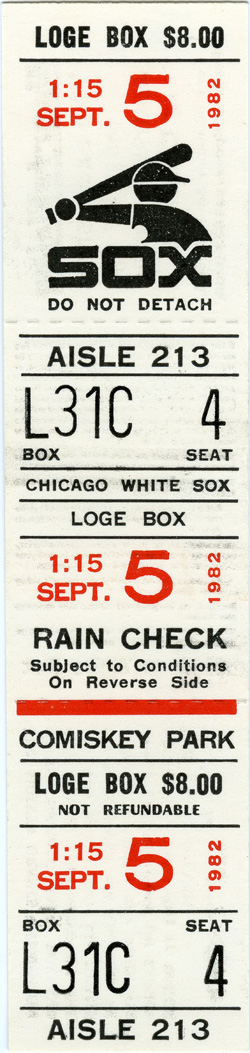 LOGE BOX $8.00
1:15
SEPT. 5 1982
SOX
DO NOT DETACH
AISLE 213
L31C 4
BOX SEAT
CHICAGO WHITE SOX
LOGE BOX
1:15
SEPT. 5 1982
RAIN CHECK
Subject to Conditions
On Reverse Side
COMISKEY PARK
LOGE BOX $8.00
NOT REFUNDABLE
1:15
SEPT. 5 1982
BOX SEAT
L31C 4
AISLE 213